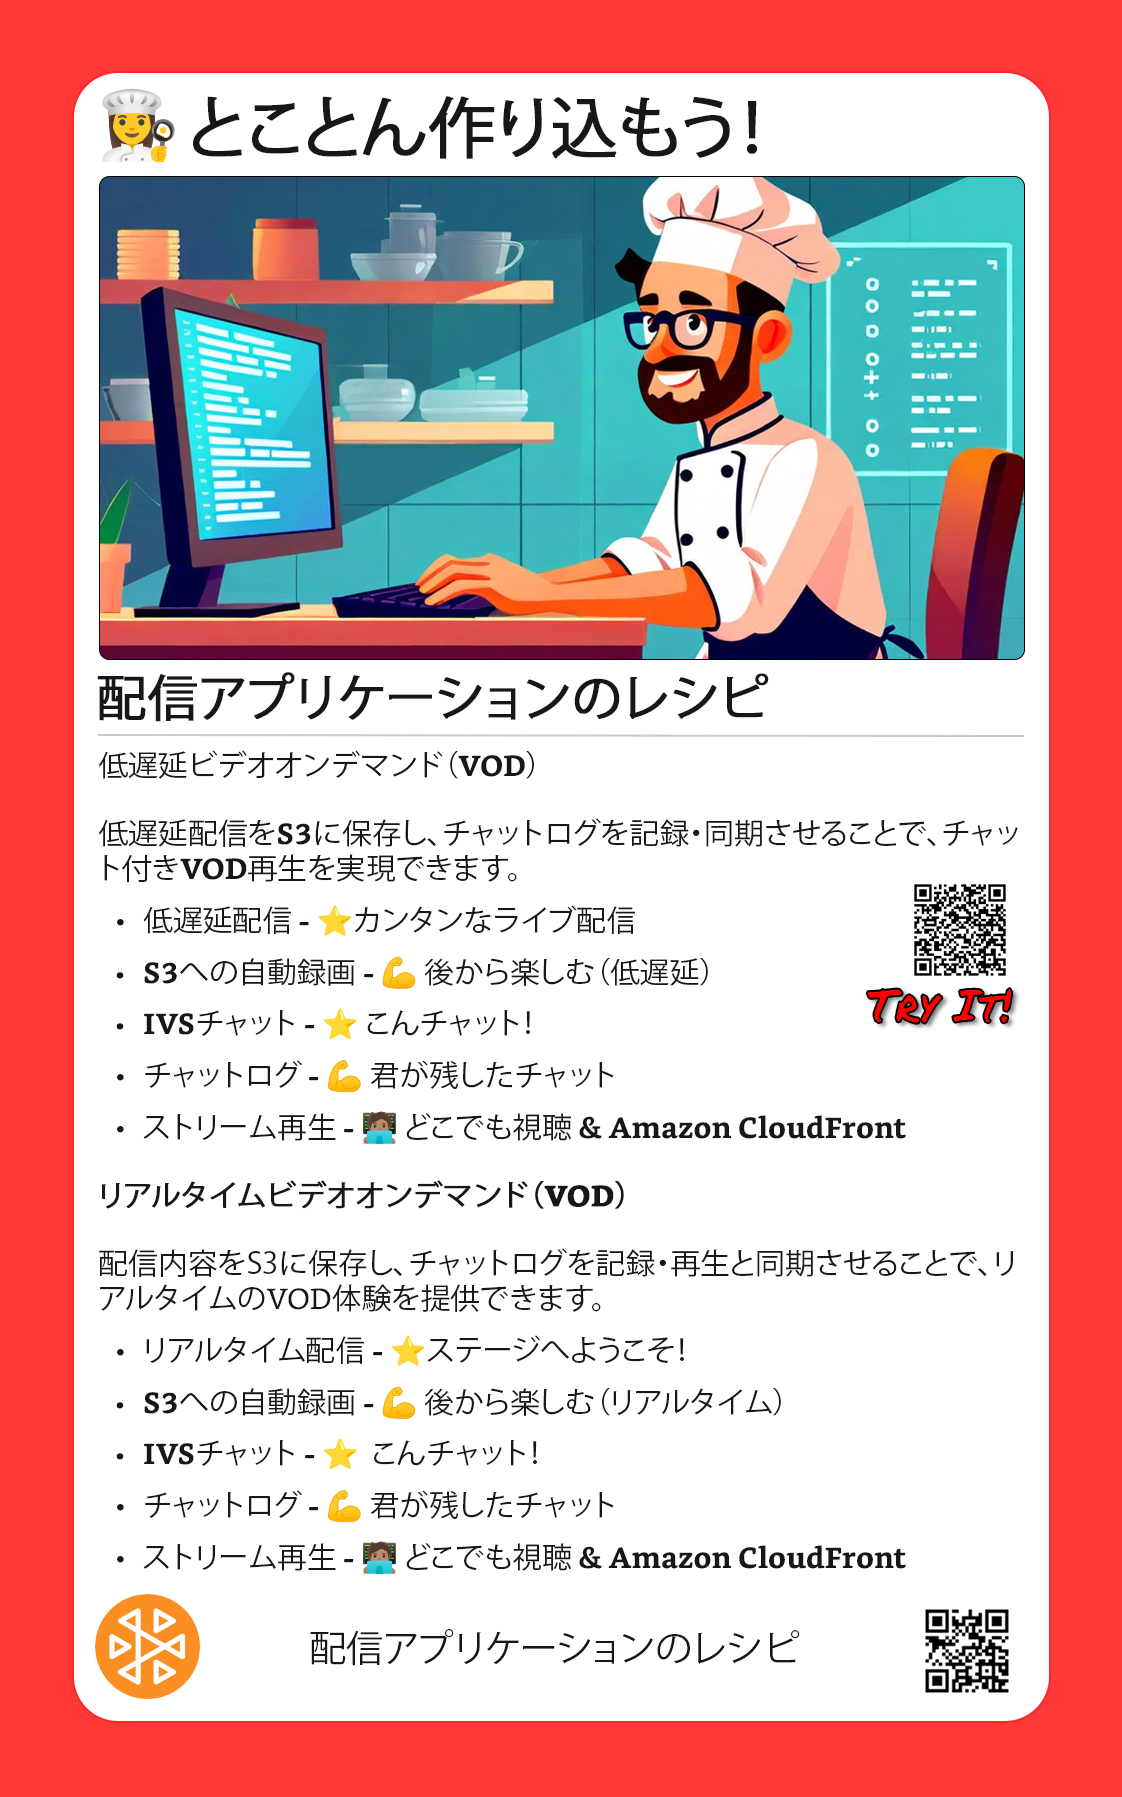 👩‍🍳 とことん作り込もう！
配信アプリケーションのレシピ
低遅延ビデオオンデマンド（VOD）
低遅延配信をS3に保存し、チャットログを記録・同期させることで、チャッ
ト付きVOD再生を実現できます。
• 低遅延配信 - ⭐カンタンなライブ配信
• S3への自動録画 - 💪 後から楽しむ（低遅延）
• IVSチャット - ⭐ こんチャット！
• チャットログ - 💪 君が残したチャット
• ストリーム再生 - 🧑🏽‍💻 どこでも視聴 & Amazon CloudFront
Try It!
リアルタイムビデオオンデマンド（VOD）
配信内容をS3に保存し、チャットログを記録・再生と同期させることで、リ
アルタイムのVOD体験を提供できます。
• リアルタイム配信 - ⭐ステージへようこそ！
• S3への自動録画 - 💪 後から楽しむ（リアルタイム）
• IVSチャット - ⭐ こんチャット！
• チャットログ - 💪 君が残したチャット
• ストリーム再生 - 🧑🏽‍💻 どこでも視聴 & Amazon CloudFront
配信アプリケーションのレシピ